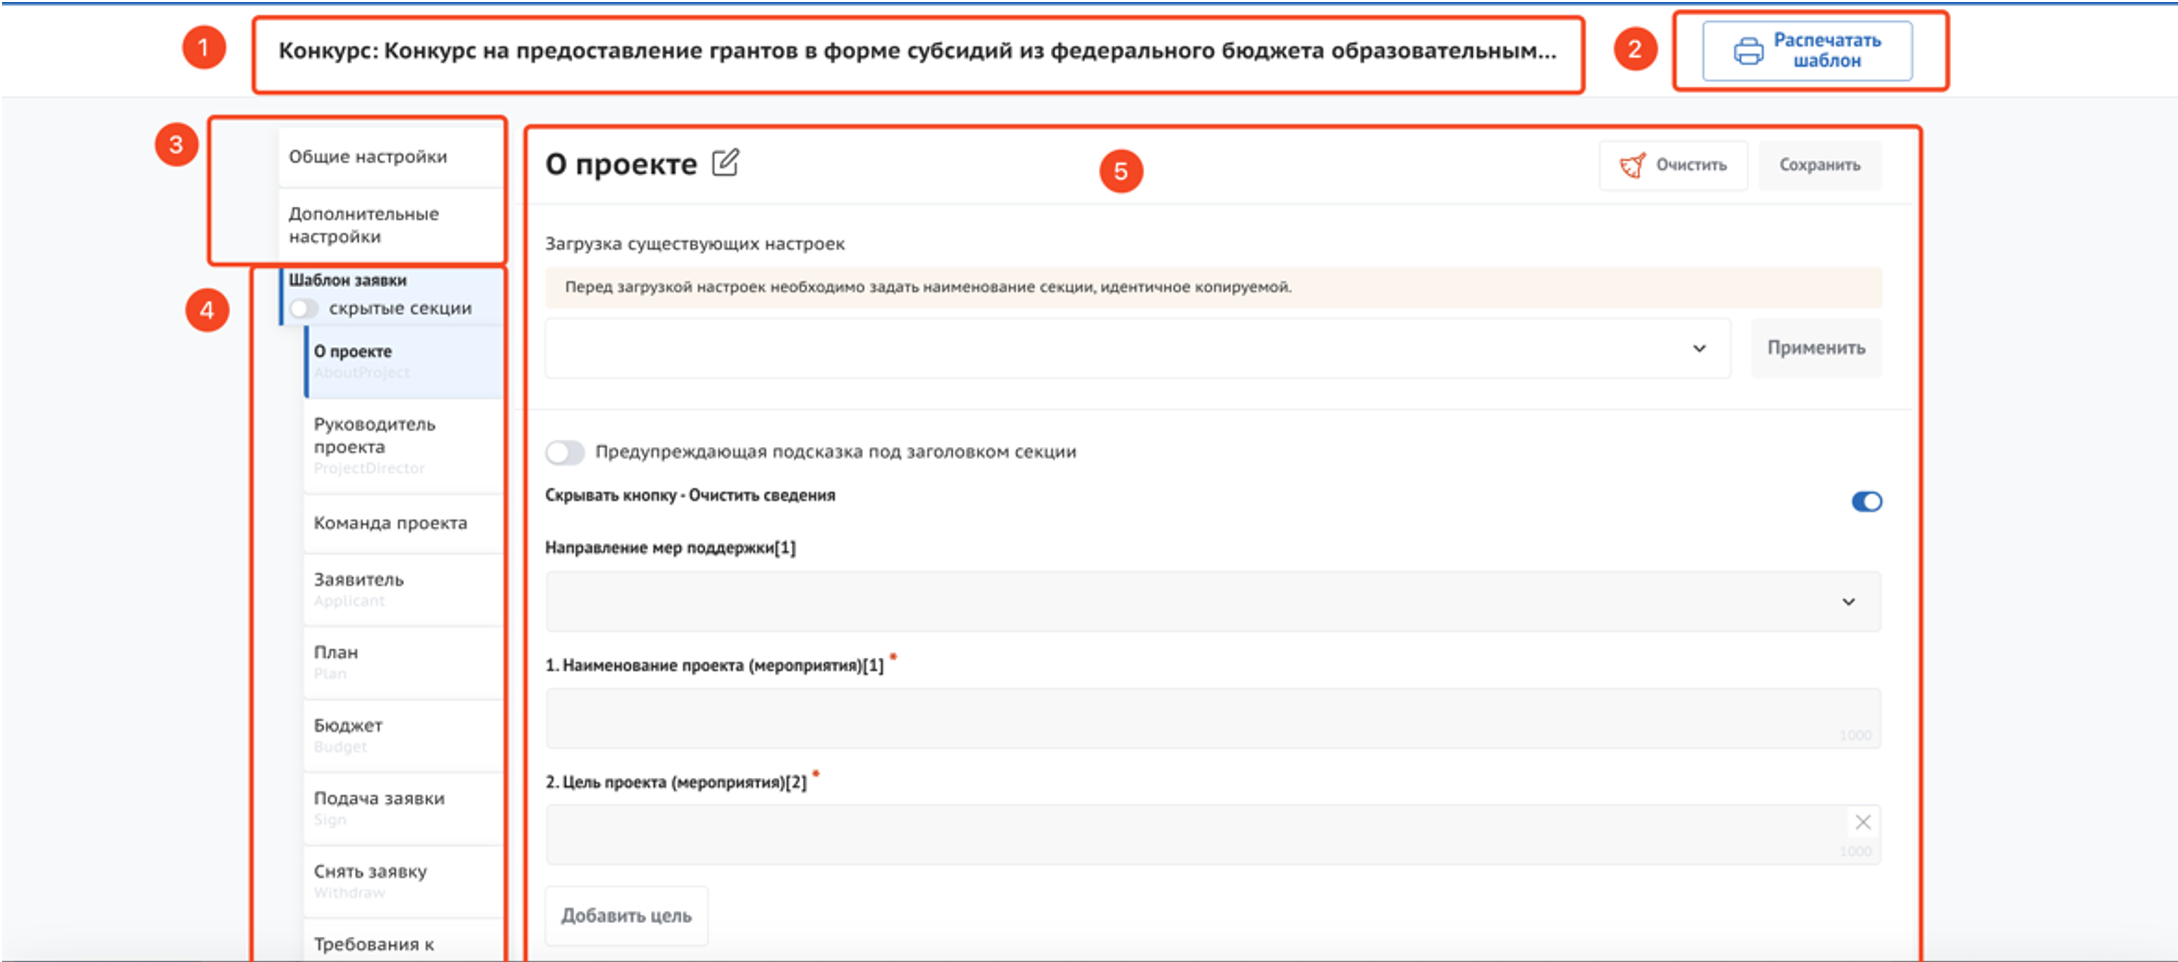 1
Конкурс: Конкурс на предоставление грантов в форме субсидий из федерального бюджета образовательным...
2
Распечатать
шаблон
3
Общие настройки
Дополнительные
настройки
4
Шаблон заявки
скрытые секции
О проекте
AboutProject
Руководитель
проекта
ProjectDirector
Команда проекта
Заявитель
Applicant
План
Plan
Бюджет
Budget
Подача заявки
Sign
Снять заявку
Withdraw
Требования к
О проекте
5
Очистить
Сохранить
Загрузка существующих настроек
Перед загрузкой настроек необходимо задать наименование секции, идентичное копируемой.
Применить
Предупреждающая подсказка под заголовком секции
Скрывать кнопку - Очистить сведения
Направление мер поддержки[1]
1. Наименование проекта (мероприятия)[1] *
1000
2. Цель проекта (мероприятия)[2] *
1000
Добавить цель